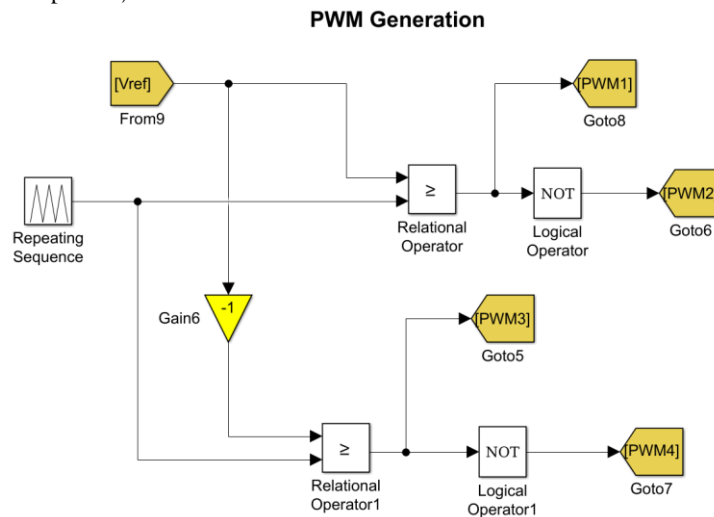 PWM Generation
[Vref]
From9
[PWM1]
Goto8
≥
Relational
Operator
NOT
Logical
Operator
[PWM2
Goto6
Repeating
Sequence
-1
Gain6
[PWM3]
Goto5
≥
Relational
Operator1
NOT
Logical
Operator1
[PWM4]
Goto7